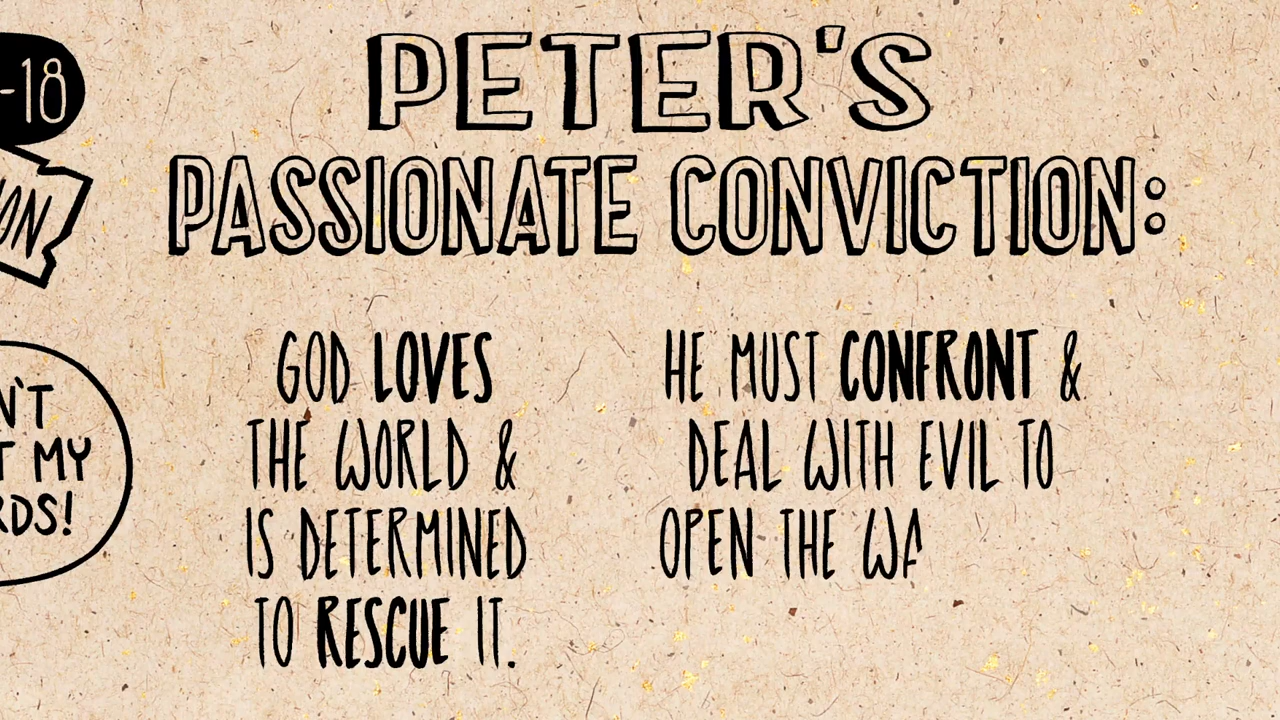 -18
PETER'S
PASSIONATE CONVICTION:
GOD LOVES
THE WORLD &
IS DETERMINED
TO RESCUE IT.
HE MUST CONFRONT &
DEAL WITH EVIL TO
OPEN THE
MY